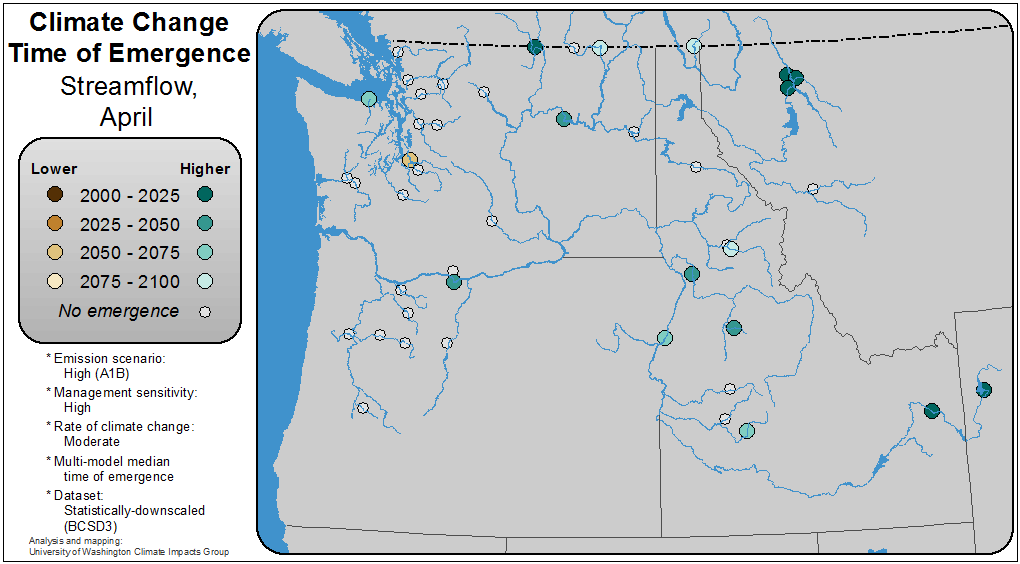 Climate Change
Time of Emergence
Streamflow,
April
Lower Higher
2000 - 2025
2025 - 2050
2050 - 2075
2075 - 2100
No emergence
* Emission scenario:
High (A1B)
* Management sensitivity:
High
* Rate of climate change:
Moderate
* Multi-model median
time of emergence
* Dataset:
Statistically-downscaled
(BCSD3)
Analysis and mapping:
University of Washington Climate Impacts Group